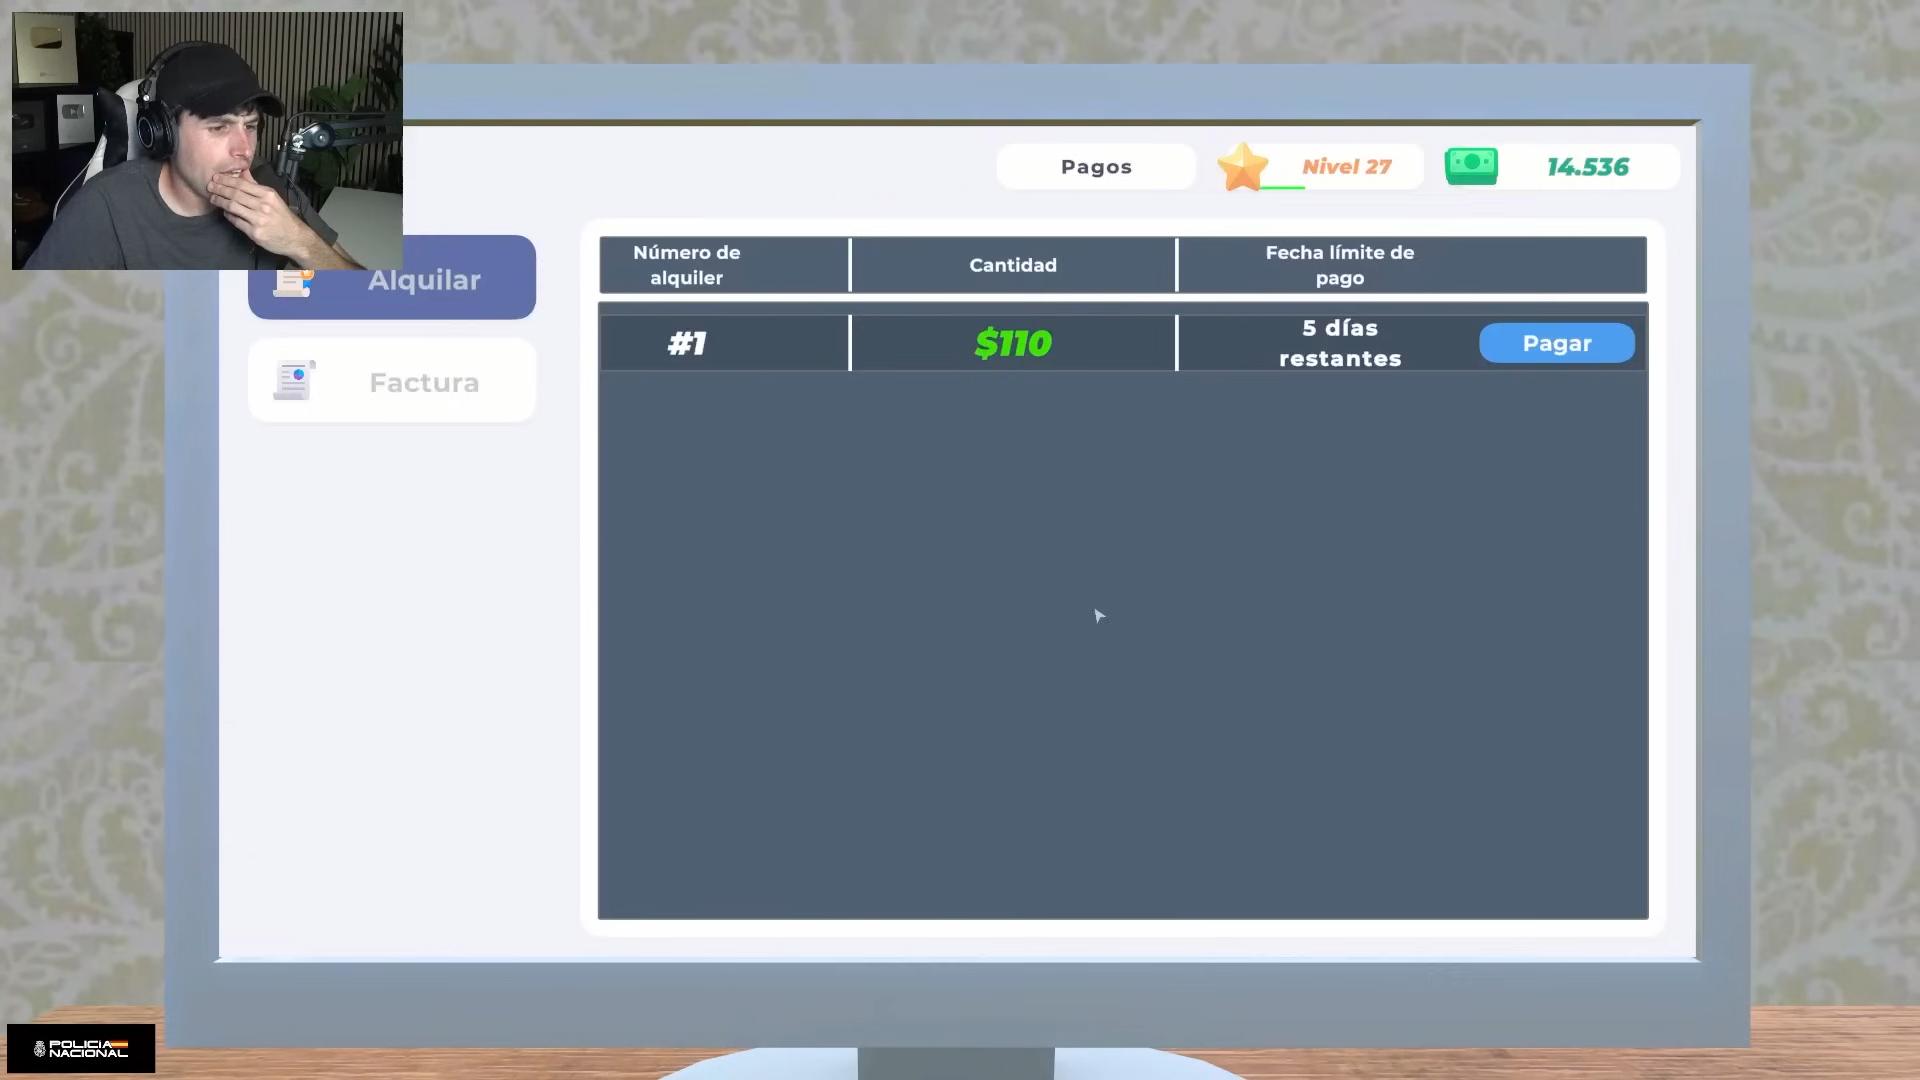 Pagos
Nivel 27
14.536
Alquilar
Factura
Número de
alquiler
Cantidad
Fecha límite de
pago
#1
$110
5 días
restantes
Pagar
POLICÍA
NACIONAL